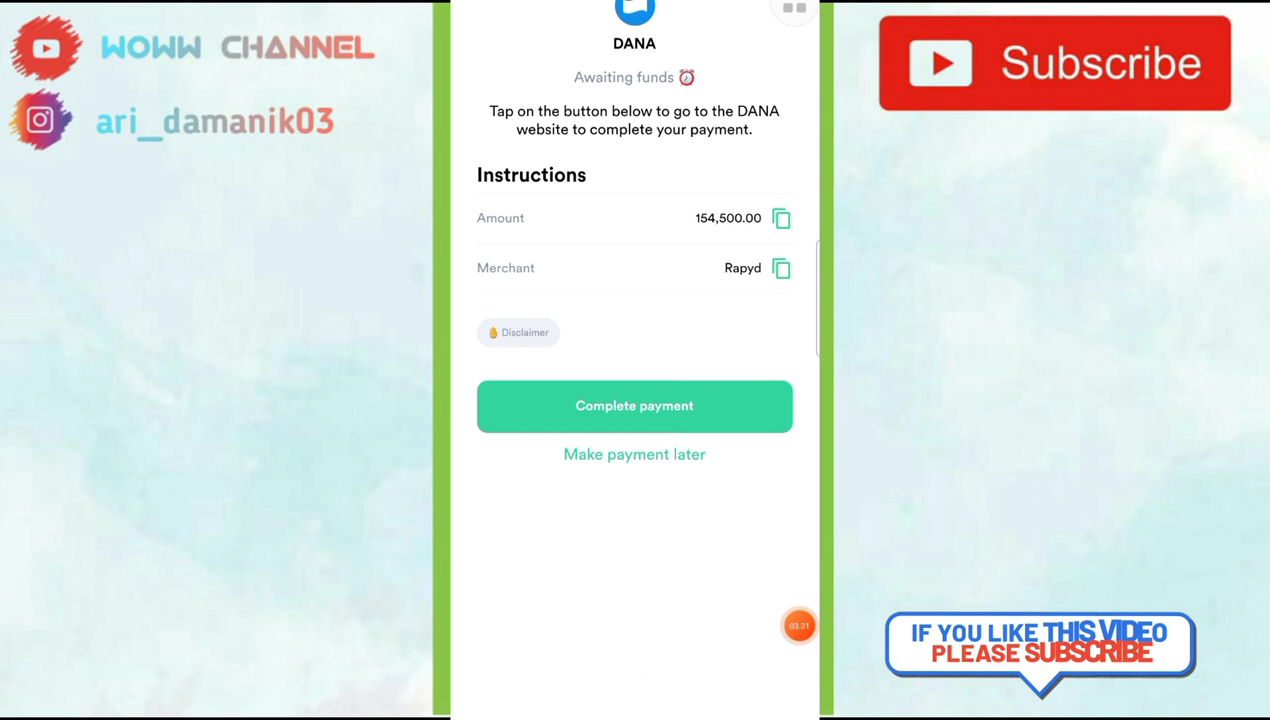 WOWW CHANNEL
ari_damanik03
DANA
Awaiting funds
Tap on the button below to go to the DANA
website to complete your payment.
Instructions
Amount 154,500.00
Merchant Rapyd
Disclaimer
Complete payment
Make payment later
03.31
Subscribe
IF YOU LIKE THIS VIDEO
PLEASE SUBSCRIBE